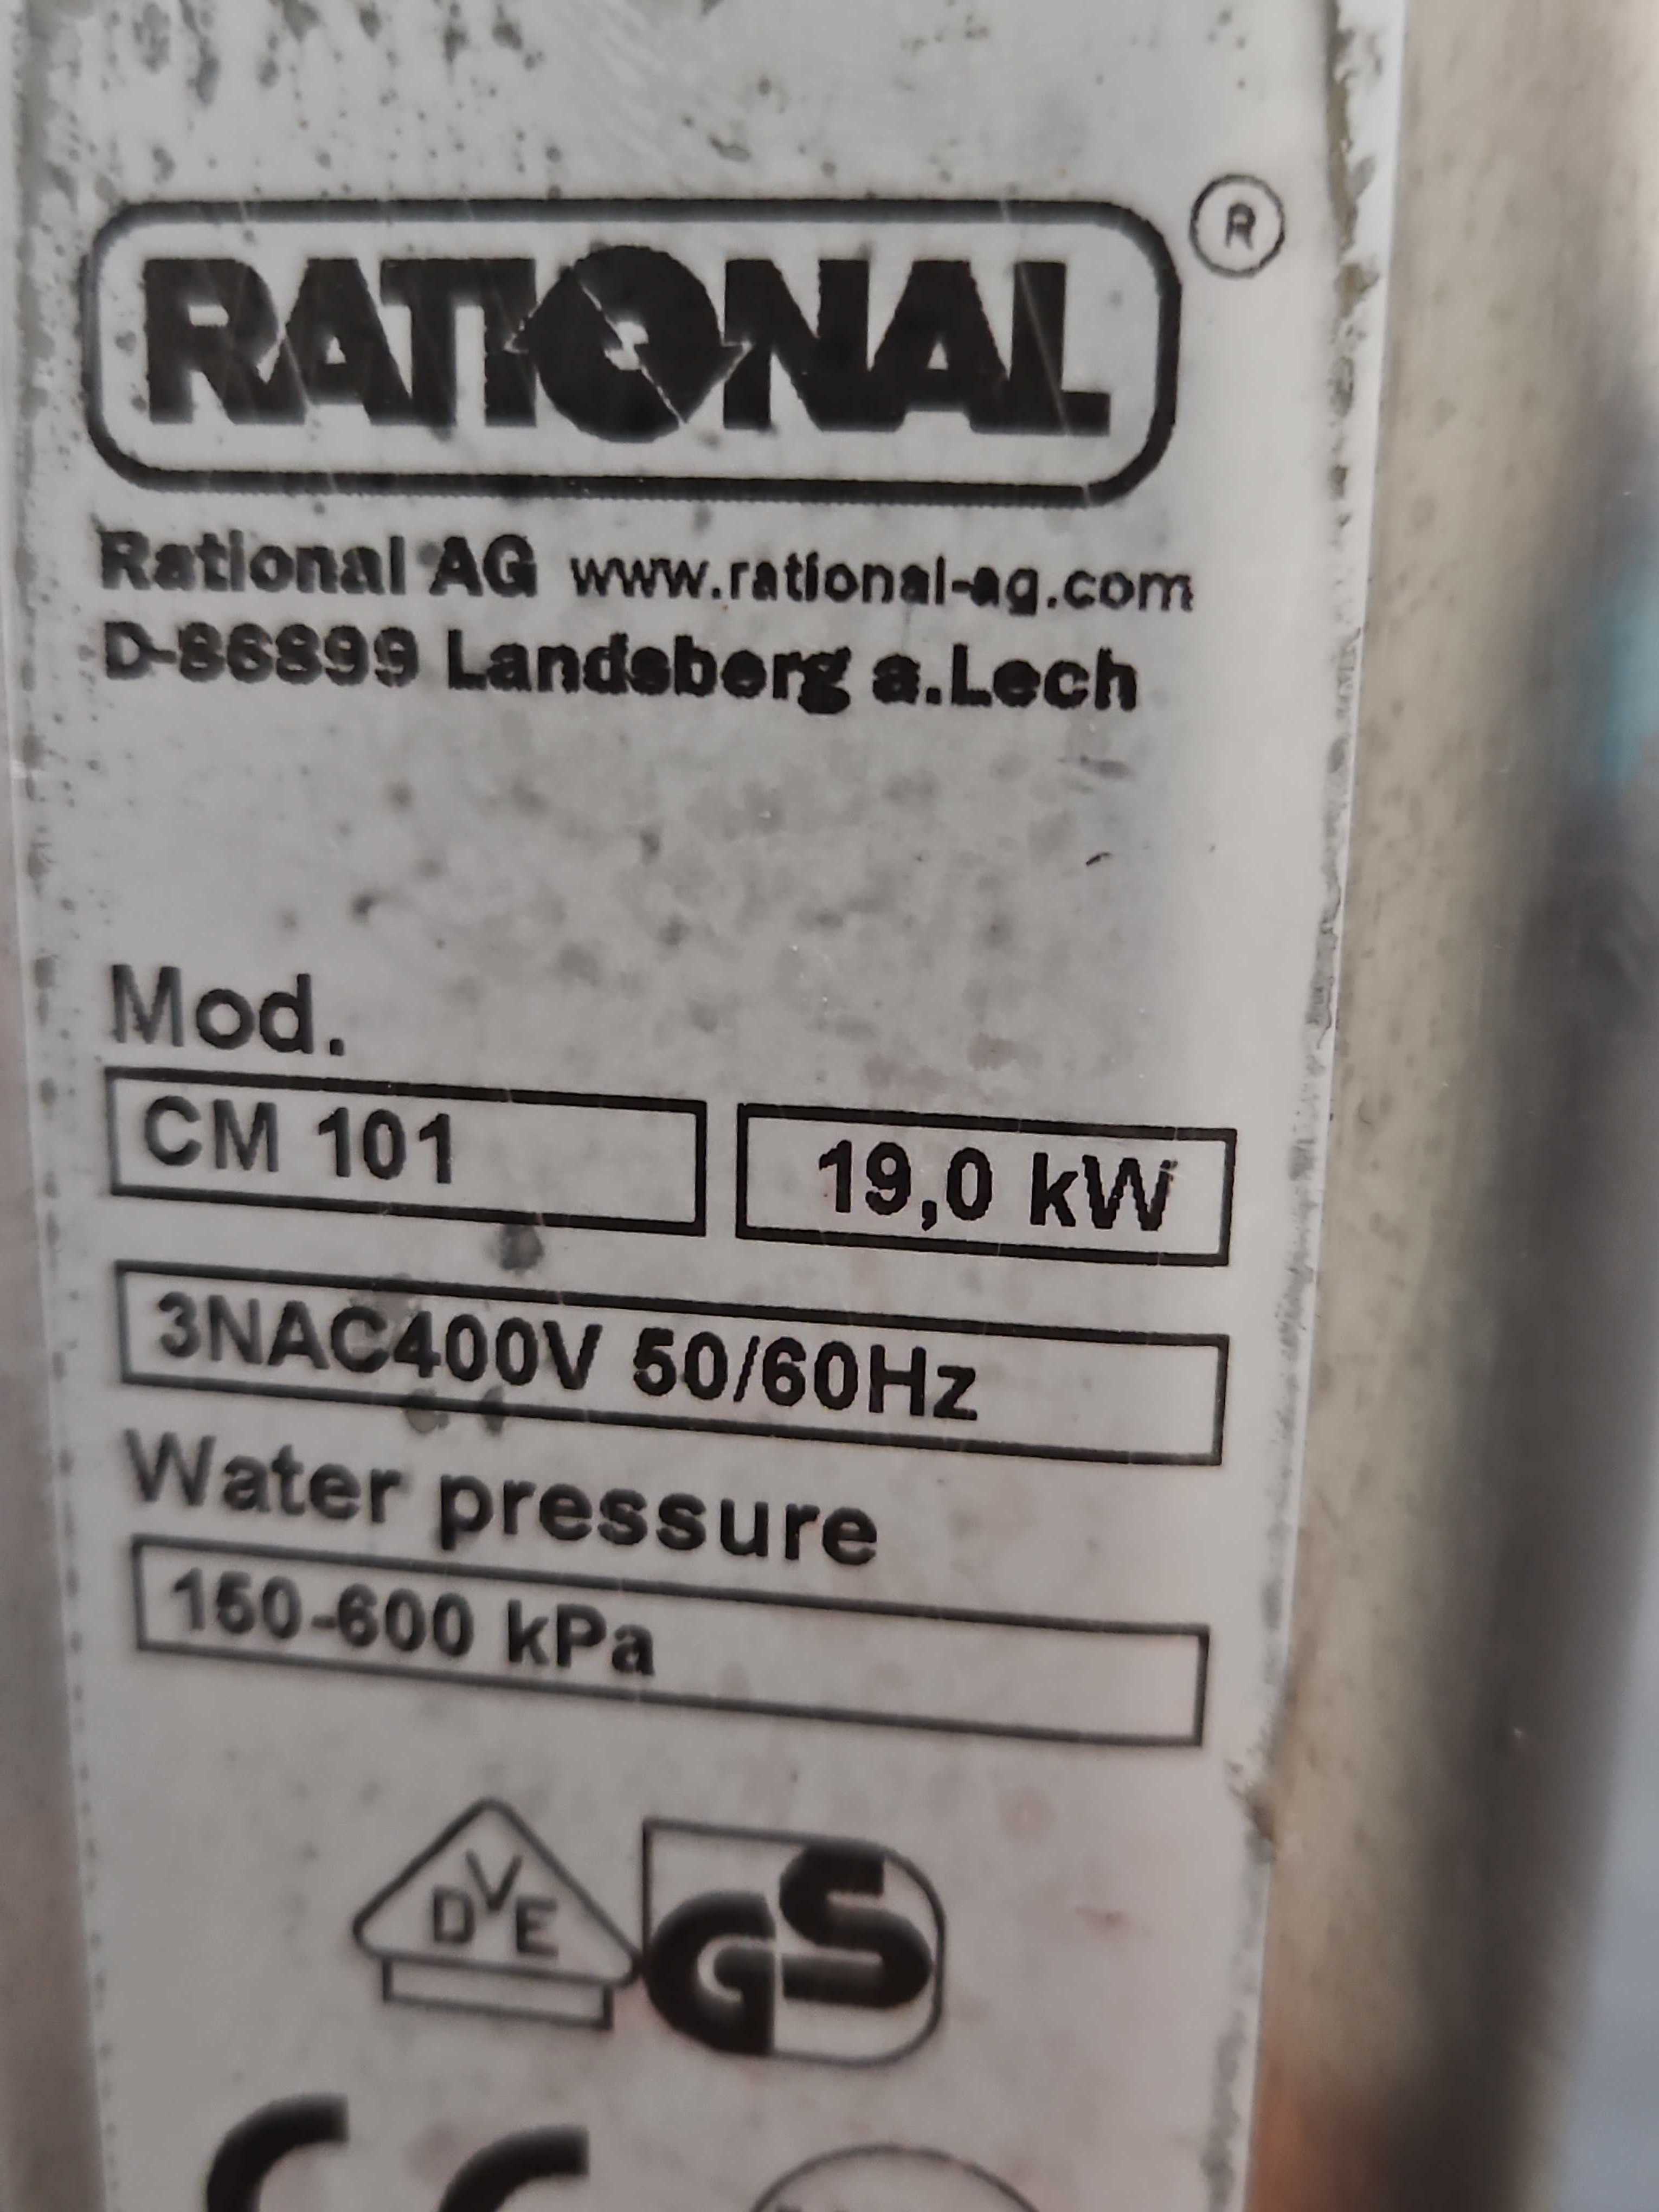 RATIONAL ®
Rational AG www.rational-ag.com
D-86899 Landsberg a.Lech
Mod.
CM 101 19,0 kW
3NAC400V 50/60Hz
Water pressure
150-600 kPa
DVE GS
CE